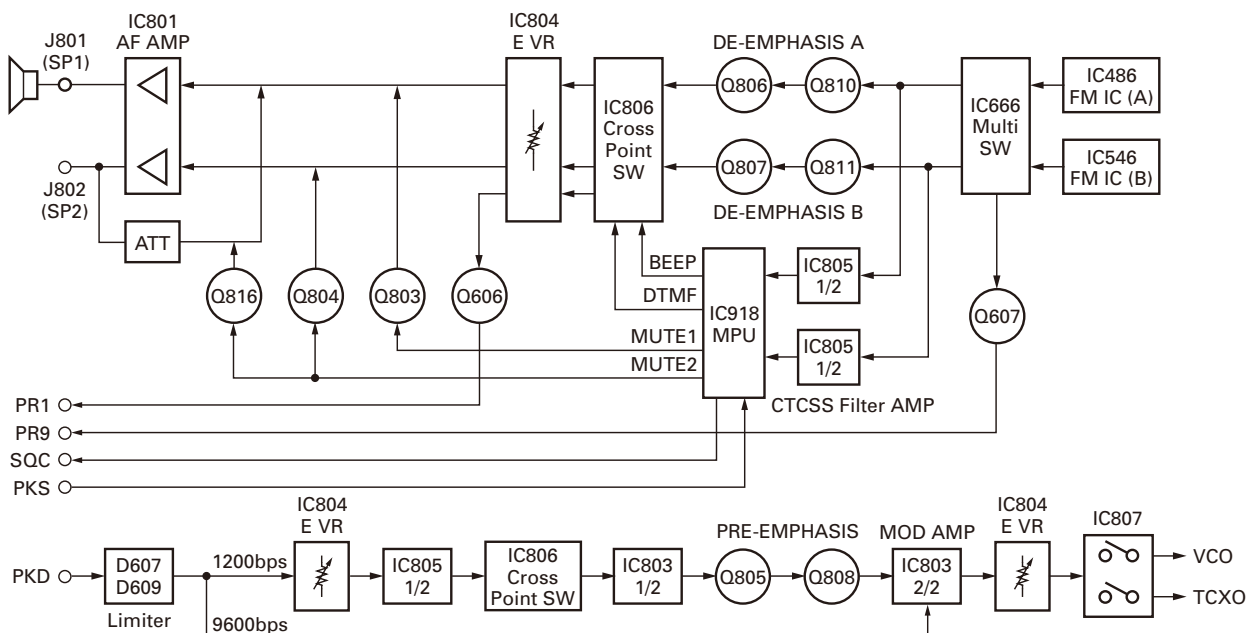 IC801
AF AMP
J801
(SP1)
J802
(SP2)
ATT
IC804
E VR
IC806
Cross
Point
SW
DE-EMPHASIS A
Q806
Q810
Q807
Q811
DE-EMPHASIS B
IC666
Multi
SW
IC486
FM IC (A)
IC546
FM IC (B)
Q816
Q804
Q803
Q606
BEEP
DTMF
MUTE1
MUTE2
IC918
MPU
IC805
1/2
IC805
1/2
CTCSS Filter AMP
Q607
PR1
PR9
SQC
PKS
PKD
D607
D609
Limiter
1200bps
9600bps
IC804
E VR
IC805
1/2
IC806
Cross
Point SW
IC803
1/2
PRE-EMPHASIS
Q805
Q808
MOD AMP
IC803
2/2
IC804
E VR
IC807
VCO
TCXO